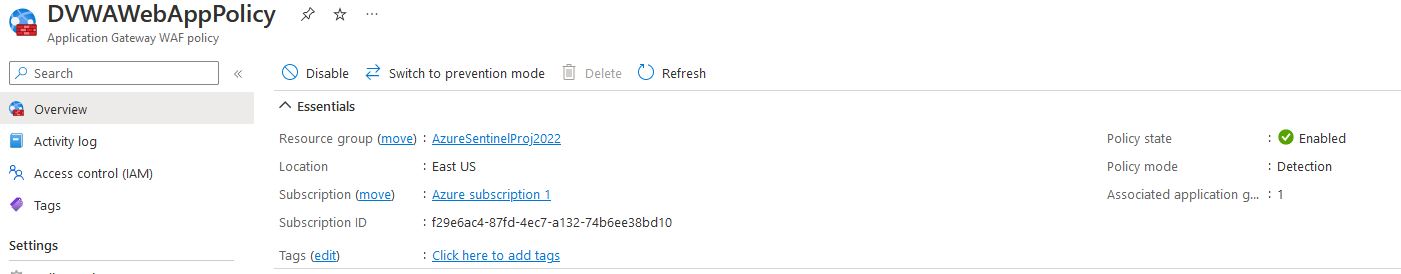 DVWAWebAppPolicy
Application Gateway WAF policy
Search
Disable Switch to prevention mode Delete Refresh
Overview
Activity log
Access control (IAM)
Tags
Settings
Essentials
Resource group (move) : AzureSentinelProj2022
Location : East US
Subscription (move) : Azure subscription 1
Subscription ID : f29e6ac4-87fd-4ec7-a132-74b6ee38bd10
Tags (edit) : Click here to add tags
Policy state : Enabled
Policy mode : Detection
Associated application g... : 1